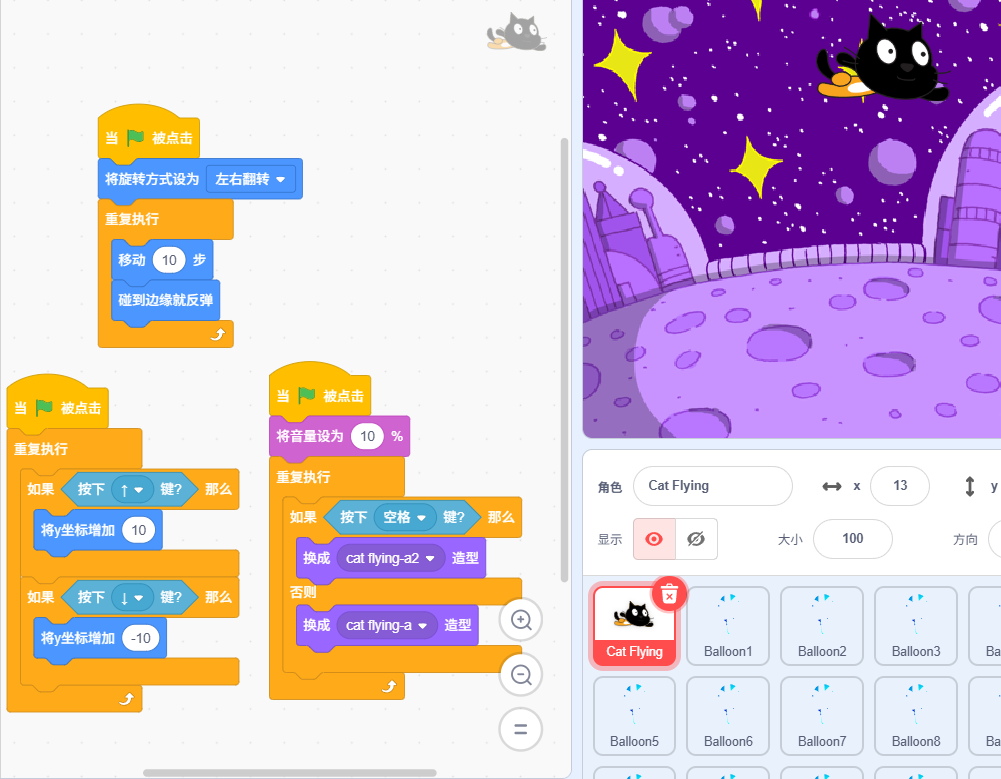 当 被点击
将旋转方式设为 左右翻转
重复执行
移动 10 步
碰到边缘就反弹
当 被点击
重复执行
如果 按下 ↑ 键? 那么
将y坐标增加 10
如果 按下 ↓ 键? 那么
将y坐标增加 -10
当 被点击
将音量设为 10 %
重复执行
如果 按下 空格 键? 那么
换成 cat flying-a2 造型
否则
换成 cat flying-a 造型
角色 Cat Flying x 13 y
显示 大小 100 方向
Cat Flying Balloon1 Balloon2 Balloon3 Ba
Balloon5 Balloon6 Balloon7 Balloon8 Ba